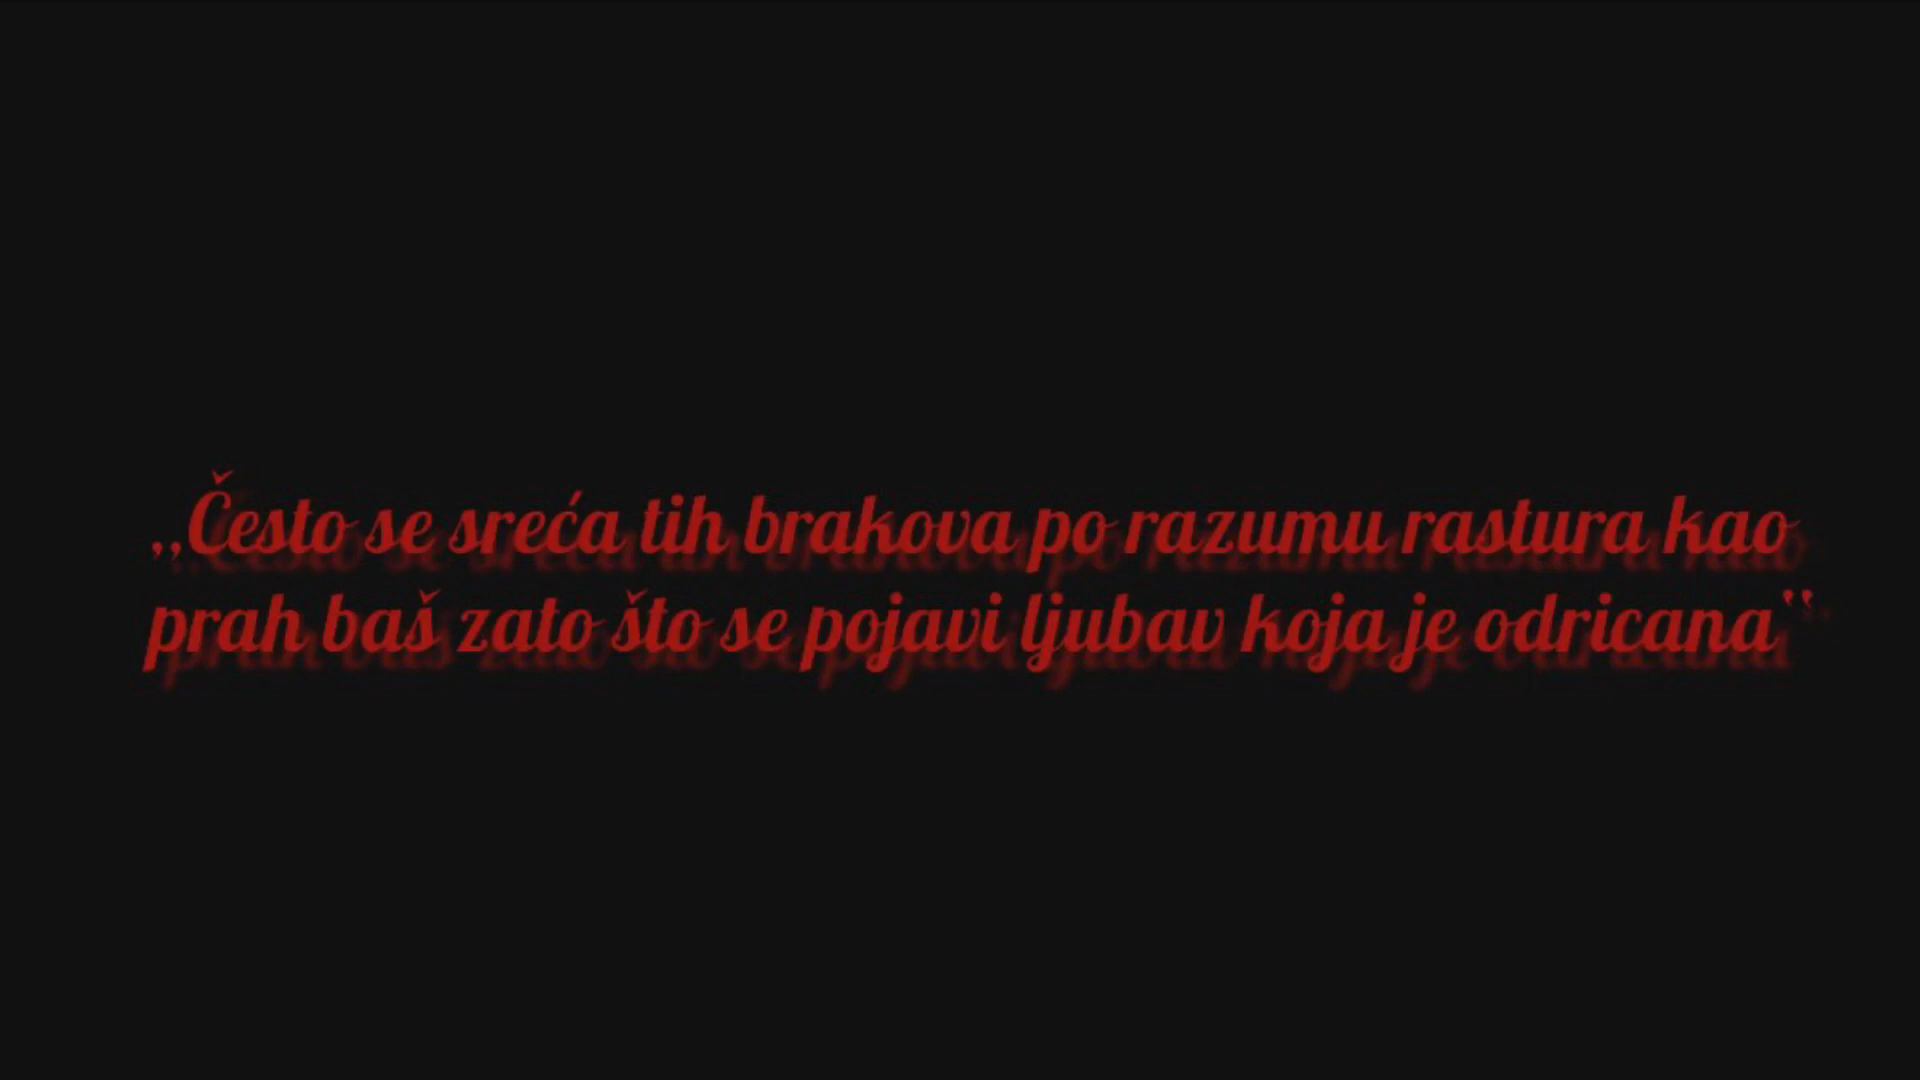 „Često se sreća tih brakova po razumu rastura kao
prah baš zato što se pojavi ljubav koja je odricana‟